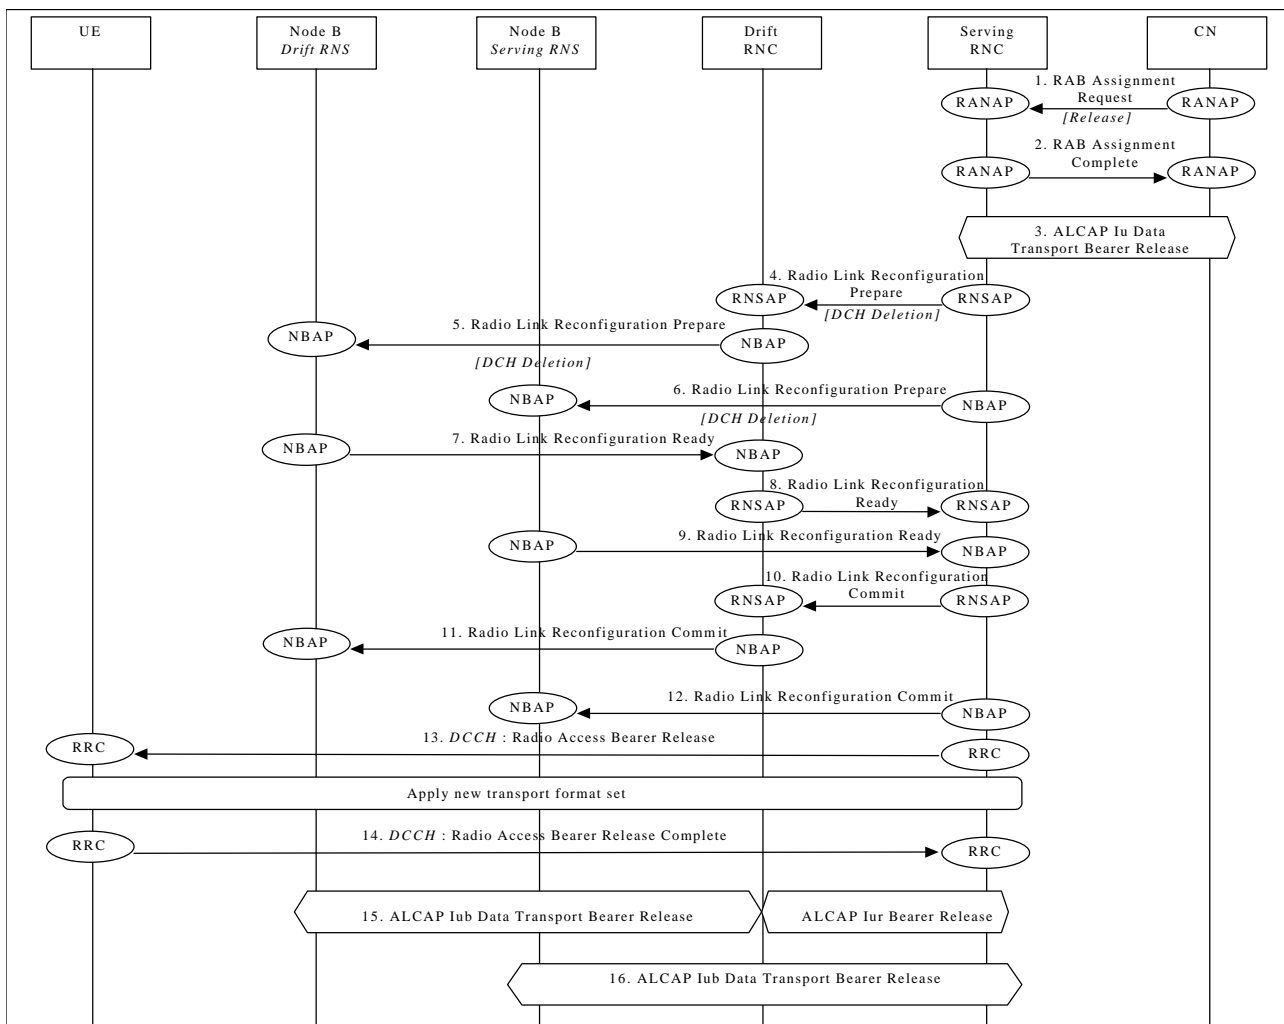 UE
Node B
Drift RNS
Node B
Serving RNS
Drift
RNC
Serving
RNC
CN
1. RAB Assignment
Request
RANAP
RANAP
[Release]
2. RAB Assignment
Complete
RANAP
RANAP
3. ALCAP Iu Data
Transport Bearer Release
4. Radio Link Reconfiguration
Prepare
RNSAP
RNSAP
[DCH Deletion]
5. Radio Link Reconfiguration Prepare
NBAP
NBAP
[DCH Deletion]
6. Radio Link Reconfiguration Prepare
NBAP
NBAP
[DCH Deletion]
7. Radio Link Reconfiguration Ready
NBAP
NBAP
8. Radio Link Reconfiguration
Ready
RNSAP
RNSAP
9. Radio Link Reconfiguration Ready
NBAP
NBAP
10. Radio Link Reconfiguration
Commit
RNSAP
RNSAP
11. Radio Link Reconfiguration Commit
NBAP
NBAP
12. Radio Link Reconfiguration Commit
NBAP
NBAP
13. DCCH : Radio Access Bearer Release
RRC
RRC
Apply new transport format set
14. DCCH : Radio Access Bearer Release Complete
RRC
RRC
15. ALCAP Iub Data Transport Bearer Release
ALCAP Iur Bearer Release
16. ALCAP Iub Data Transport Bearer Release